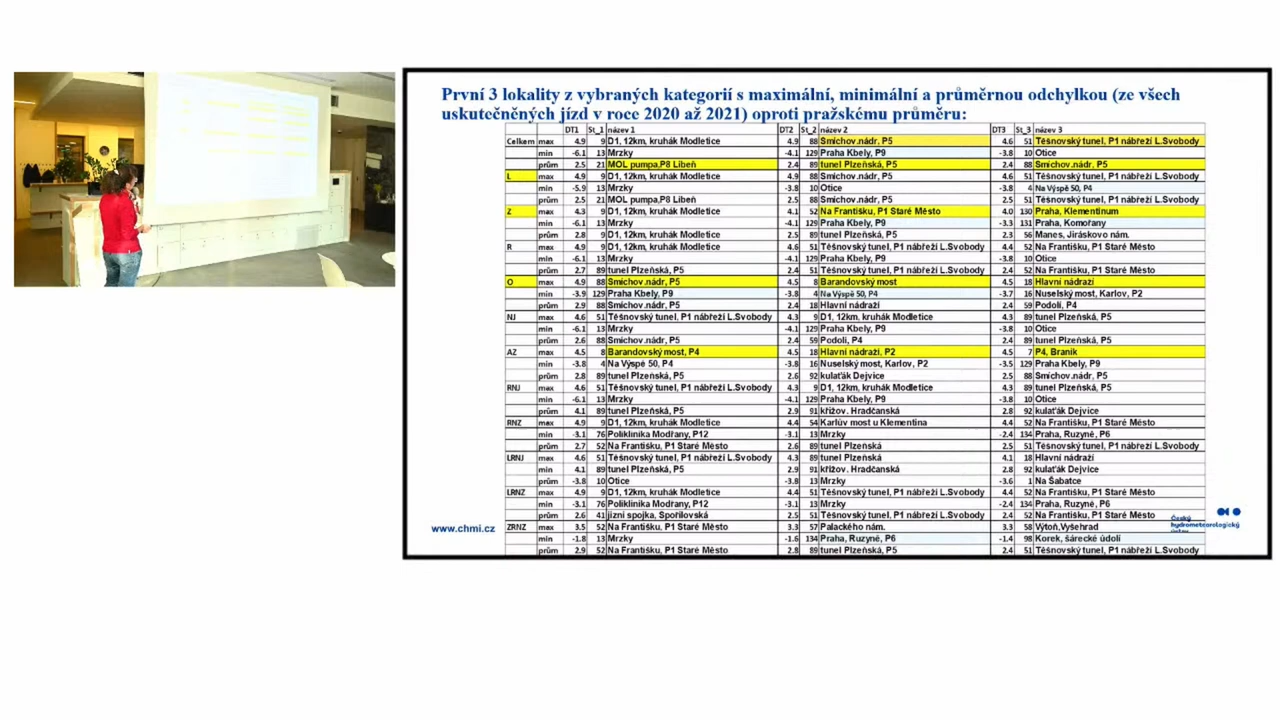 První 3 lokality z vybraných kategorií s maximální, minimální a průměrnou odchylkou (ze všech
uskutečněných jízd v roce 2020 až 2021) oproti pražskému průměru:
DT1 St_1 název 1 DT2 St_2 název 2 DT3 St_3 název 3
Celkem max 4.9 9 D1, 12km, kruhák Modletice 4.9 88 Smíchov.nádr, P5 4.6 51 Těšnovský tunel, P1 nábřeží L.Svobody
min -6.1 13 Mrzky -4.1 129 Praha Kbely, P9 -3.8 10 Otice
prům 2.5 21 MOL pumpa,P8 Libeň 2.4 89 tunel Plzeňská, P5 2.4 88 Smíchov.nádr, P5
L max 4.9 9 D1, 12km, kruhák Modletice 4.9 88 Smíchov.nádr, P5 4.6 51 Těšnovský tunel, P1 nábřeží L.Svobody
min -5.9 13 Mrzky -3.8 10 Otice -3.8 4 Na Výspě 50, P4
prům 2.5 21 MOL pumpa,P8 Libeň 2.5 88 Smíchov.nádr, P5 2.5 51 Těšnovský tunel, P1 nábřeží L.Svobody
Z max 4.3 9 D1, 12km, kruhák Modletice 4.1 52 Na Františku, P1 Staré Město 4.0 130 Praha, Klementinum
min -6.1 13 Mrzky -4.1 129 Praha Kbely, P9 -3.3 131 Praha, Komořany
prům 2.8 9 D1, 12km, kruhák Modletice 2.5 89 tunel Plzeňská, P5 2.3 56 Manes, Jiráskovo nám.
R max 4.9 9 D1, 12km, kruhák Modletice 4.6 51 Těšnovský tunel, P1 nábřeží L.Svobody 4.4 52 Na Františku, P1 Staré Město
min -6.1 13 Mrzky -4.1 129 Praha Kbely, P9 -3.8 10 Otice
prům 2.7 89 tunel Plzeňská, P5 2.4 51 Těšnovský tunel, P1 nábřeží L.Svobody 2.4 52 Na Františku, P1 Staré Město
O max 4.9 88 Smíchov.nádr, P5 4.5 8 Barandovský most 4.5 18 Hlavní nádraží
min -3.9 129 Praha Kbely, P9 -3.8 4 Na Výspě 50, P4 -3.7 16 Nuselský most, Karlov, P2
prům 2.9 88 Smíchov.nádr, P5 2.4 18 Hlavní nádraží 2.4 59 Podolí, P4
NJ max 4.6 51 Těšnovský tunel, P1 nábřeží L.Svobody 4.3 9 D1, 12km, kruhák Modletice 4.3 89 tunel Plzeňská, P5
min -6.1 13 Mrzky -4.1 129 Praha Kbely, P9 -3.8 10 Otice
prům 2.6 88 Smíchov.nádr, P5 2.4 59 Podolí, P4 2.4 89 tunel Plzeňská, P5
AZ max 4.5 8 Barandovský most, P4 4.5 18 Hlavní nádraží, P2 4.5 7 P4, Braník
min -3.8 4 Na Výspě 50, P4 -3.8 16 Nuselský most, Karlov, P2 -3.5 129 Praha Kbely, P9
prům 2.8 89 tunel Plzeňská, P5 2.6 92 kulaťák Dejvice 2.5 88 Smíchov.nádr, P5
RNJ max 4.6 51 Těšnovský tunel, P1 nábřeží L.Svobody 4.3 9 D1, 12km, kruhák Modletice 4.3 89 tunel Plzeňská, P5
min -6.1 13 Mrzky -4.1 129 Praha Kbely, P9 -3.8 10 Otice
prům 4.1 89 tunel Plzeňská, P5 2.9 91 křižov. Hradčanská 2.8 92 kulaťák Dejvice
RNZ max 4.9 9 D1, 12km, kruhák Modletice 4.4 54 Karlův most u Klementina 4.4 52 Na Františku, P1 Staré Město
min -3.1 76 Poliklinika Modřany, P12 -3.1 13 Mrzky -2.4 134 Praha, Ruzyně, P6
prům 2.7 52 Na Františku, P1 Staré Město 2.6 89 tunel Plzeňská 2.5 51 Těšnovský tunel, P1 nábřeží L.Svobody
LRNJ max 4.6 51 Těšnovský tunel, P1 nábřeží L.Svobody 4.3 89 tunel Plzeňská 4.1 18 Hlavní nádraží
min 4.1 89 tunel Plzeňská, P5 2.9 91 křižov. Hradčanská 2.8 92 kulaťák Dejvice
prům -3.8 10 Otice -3.8 13 Mrzky -3.6 1 Na Šabatce
LRNZ max 4.9 9 D1, 12km, kruhák Modletice 4.4 51 Těšnovský tunel, P1 nábřeží L.Svobody 4.4 52 Na Františku, P1 Staré Město
min -3.1 76 Poliklinika Modřany, P12 -3.1 13 Mrzky -2.4 134 Praha, Ruzyně, P6
prům 2.6 41 jižní spojka, Spořilovská 2.5 51 Těšnovský tunel, P1 nábřeží L.Svobody 2.4 52 Na Františku, P1 Staré Město
ZRNZ max 3.5 52 Na Františku, P1 Staré Město 3.3 57 Palackého nám. 3.3 58 Výtoň,Vyšehrad
min -1.8 13 Mrzky -1.6 134 Praha, Ruzyně, P6 -1.4 98 Korek, šárecké údolí
prům 2.9 52 Na Františku, P1 Staré Město 2.8 89 tunel Plzeňská, P5 2.4 51 Těšnovský tunel, P1 nábřeží L.Svobody
www.chmi.cz
Český
hydrometeorologický
ústav